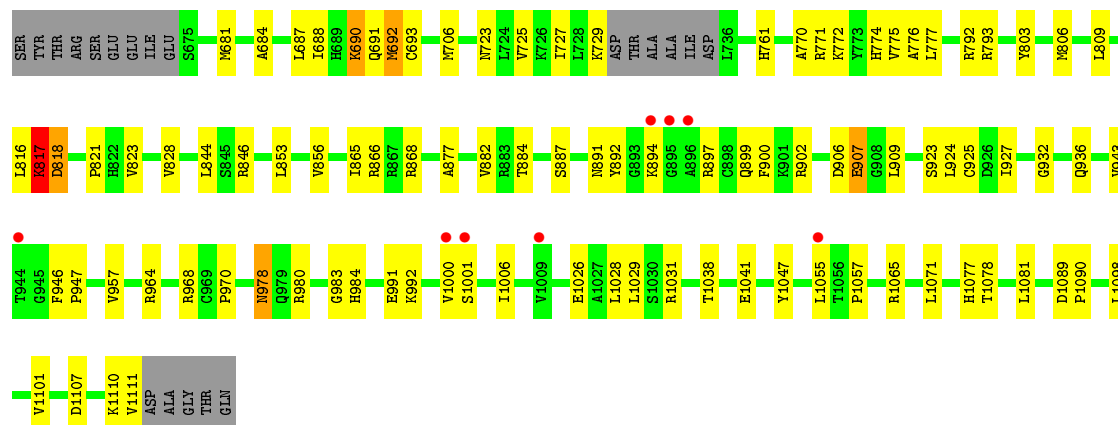 SER TYR THR ARG SER GLU GLU ILE GLU S675 M681 A684 L687 I688 H689 K690 Q691 M692 C693 M706 N723 L724 V725 K726 I727 L728 K729 ASP THR ALA ALA ILE ASP L736 H761 A770 R771 K772 Y773 H774 V775 A776 L777 R792 R793 Y803 M806 L809
L816 K817 D818 P821 H822 V823 V828 L844 S845 R846 L853 V856 I865 R866 R867 R868 A877 V882 R883 T884 S887 N891 Y892 G893 K894 G895 A896 R897 C898 Q899 F900 K901 R902 D906 E907 G908 L909 S923 L924 C925 D926 I927 G932 Q936 V943
T944 G945 F946 P947 V957 R964 R968 C969 P970 N978 Q979 R980 G983 H984 E991 K992 V1000 S1001 I1006 V1009 E1026 A1027 L1028 L1029 S1030 R1031 T1038 E1041 Y1047 L1055 T1056 P1057 R1065 L1071 H1077 T1078 L1081 D1089 P1090 L1098
V1101 D1107 K1110 V1111 ASP ALA GLY THR GLN